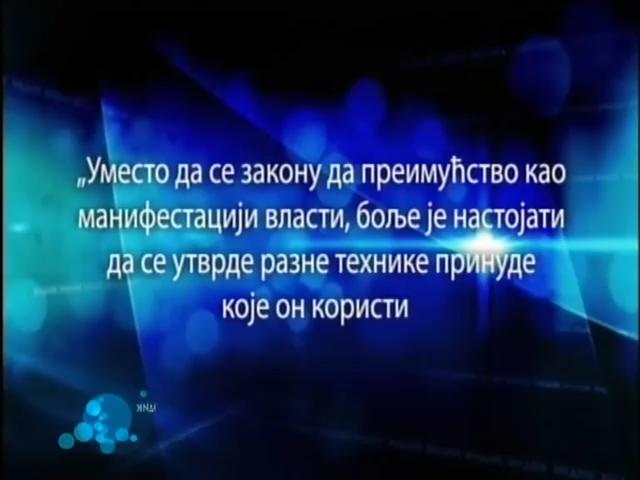 „Уместо да се закону да преимућство као
манифестацији власти, боље је настојати
да се утврде разне технике принуде
које он користи